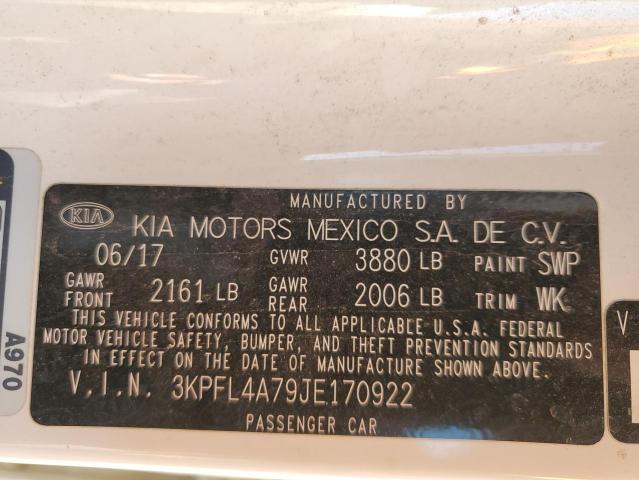 MANUFACTURED BY
KIA KIA MOTORS MEXICO S.A. DE C.V.
06/17 GVWR 3880 LB PAINT SWP
GAWR FRONT 2161 LB GAWR REAR 2006 LB TRIM WK
THIS VEHICLE CONFORMS TO ALL APPLICABLE U.S.A. FEDERAL
MOTOR VEHICLE SAFETY, BUMPER, AND THEFT PREVENTION STANDARDS
IN EFFECT ON THE DATE OF MANUFACTURE SHOWN ABOVE.
V.I.N. 3KPFL4A79JE170922
PASSENGER CAR
A970
V